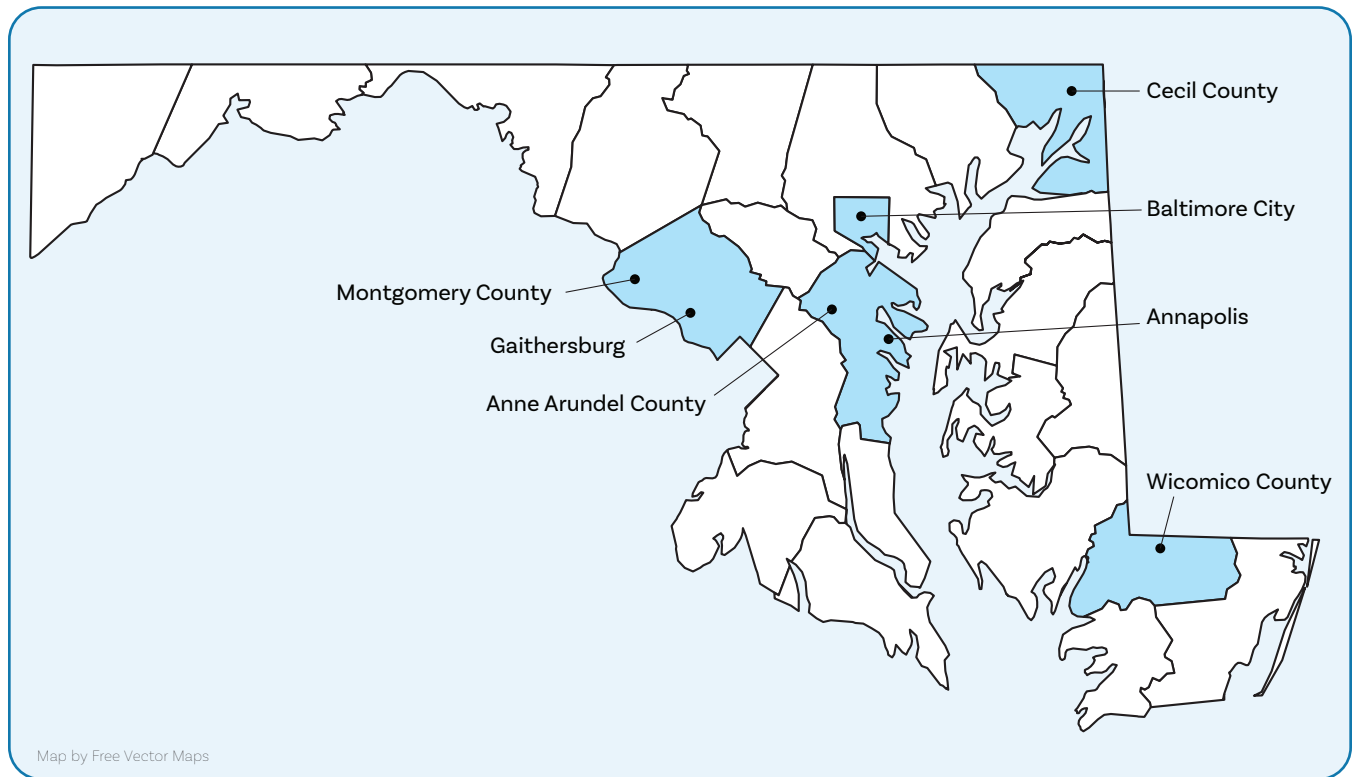 Cecil County
Baltimore City
Montgomery County
Annapolis
Gaithersburg
Anne Arundel County
Wicomico County
Map by Free Vector Maps